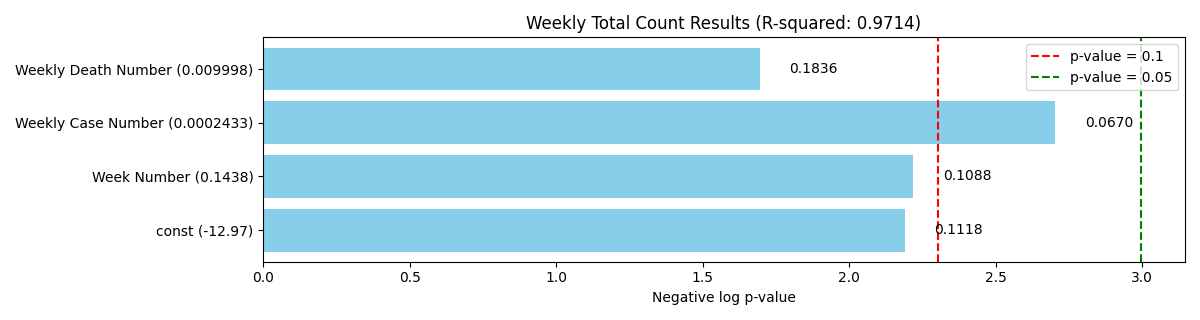 Weekly Total Count Results (R-squared: 0.9714)
p-value = 0.1
p-value = 0.05
Weekly Death Number (0.009998)
0.1836
Weekly Case Number (0.0002433)
0.0670
Week Number (0.1438)
0.1088
const (-12.97)
0.1118
0.0 0.5 1.0 1.5 2.0 2.5 3.0
Negative log p-value